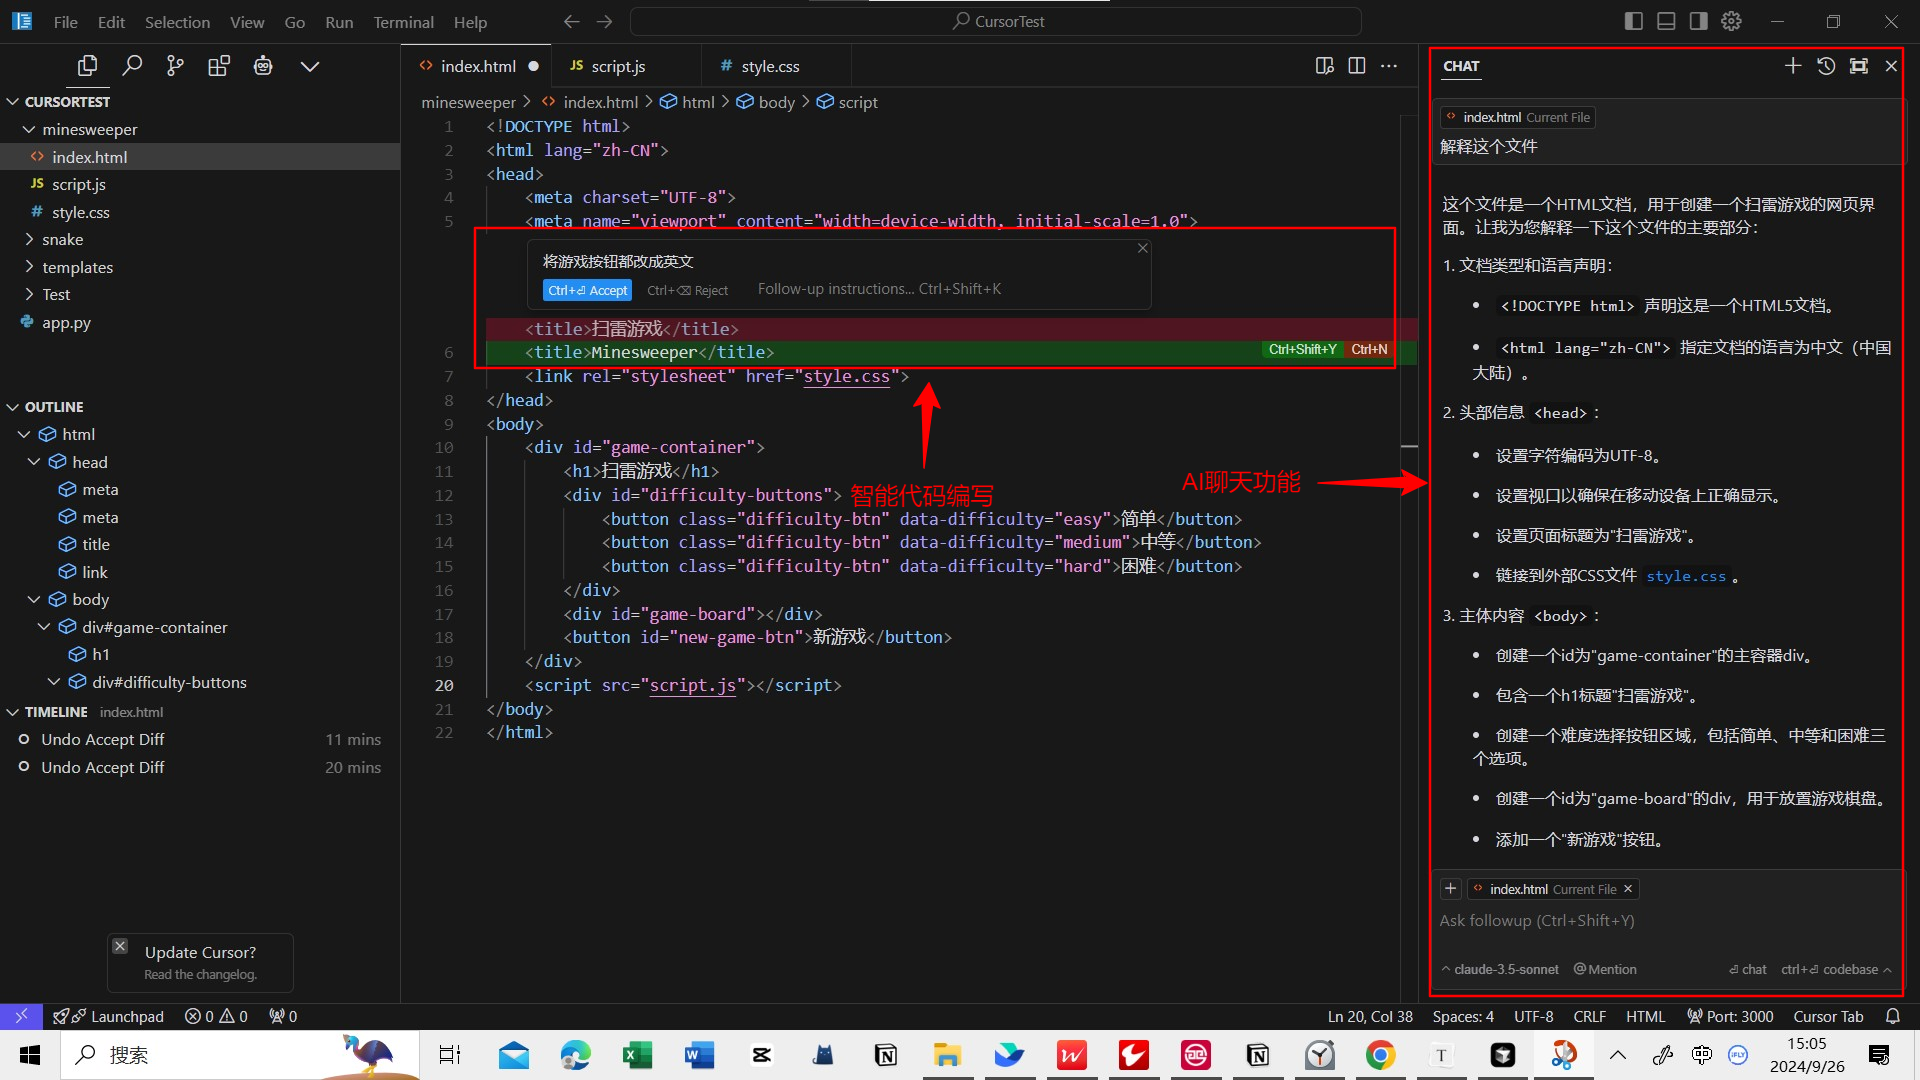 File Edit Selection View Go Run Terminal Help
CursorTest
CURSORTEST
minesweeper
index.html
JS script.js
# style.css
snake
templates
Test
app.py
OUTLINE
html
head
meta
meta
title
link
body
div#game-container
h1
div#difficulty-buttons
TIMELINE index.html
Undo Accept Diff 11 mins
Undo Accept Diff 20 mins
Update Cursor?
Read the changelog.
index.html JS script.js # style.css
minesweeper > index.html > html > body > script
1 <!DOCTYPE html>
2 <html lang="zh-CN">
3 <head>
4 <meta charset="UTF-8">
5 <meta name="viewport" content="width=device-width, initial-scale=1.0">
将游戏按钮都改成英文
Ctrl+⏎ Accept Ctrl+⌫ Reject Follow-up instructions... Ctrl+Shift+K
<title>扫雷游戏</title>
6 <title>Minesweeper</title> Ctrl+Shift+Y Ctrl+N
7 <link rel="stylesheet" href="style.css">
8 </head>
9 <body>
10 <div id="game-container">
11 <h1>扫雷游戏</h1>
12 <div id="difficulty-buttons">
智能代码编写
AI聊天功能
13 <button class="difficulty-btn" data-difficulty="easy">简单</button>
14 <button class="difficulty-btn" data-difficulty="medium">中等</button>
15 <button class="difficulty-btn" data-difficulty="hard">困难</button>
16 </div>
17 <div id="game-board"></div>
18 <button id="new-game-btn">新游戏</button>
19 </div>
20 <script src="script.js"></script>
21 </body>
22 </html>
CHAT
index.html Current File
解释这个文件
这个文件是一个HTML文档，用于创建一个扫雷游戏的网页界
面。让我为您解释一下这个文件的主要部分：
1. 文档类型和语言声明：
• <!DOCTYPE html> 声明这是一个HTML5文档。
• <html lang="zh-CN"> 指定文档的语言为中文（中国
大陆）。
2. 头部信息 <head> ：
• 设置字符编码为UTF-8。
• 设置视口以确保在移动设备上正确显示。
• 设置页面标题为"扫雷游戏"。
• 链接到外部CSS文件 style.css 。
3. 主体内容 <body> ：
• 创建一个id为"game-container"的主容器div。
• 包含一个h1标题"扫雷游戏"。
• 创建一个难度选择按钮区域，包括简单、中等和困难三
个选项。
• 创建一个id为"game-board"的div，用于放置游戏棋盘。
• 添加一个"新游戏"按钮。
index.html Current File
Ask followup (Ctrl+Shift+Y)
claude-3.5-sonnet @Mention ⏎ chat ctrl+⏎ codebase
Launchpad 0 0 0
Ln 20, Col 38 Spaces: 4 UTF-8 CRLF HTML Port: 3000 Cursor Tab
搜索
中
iFLY
15:05
2024/9/26